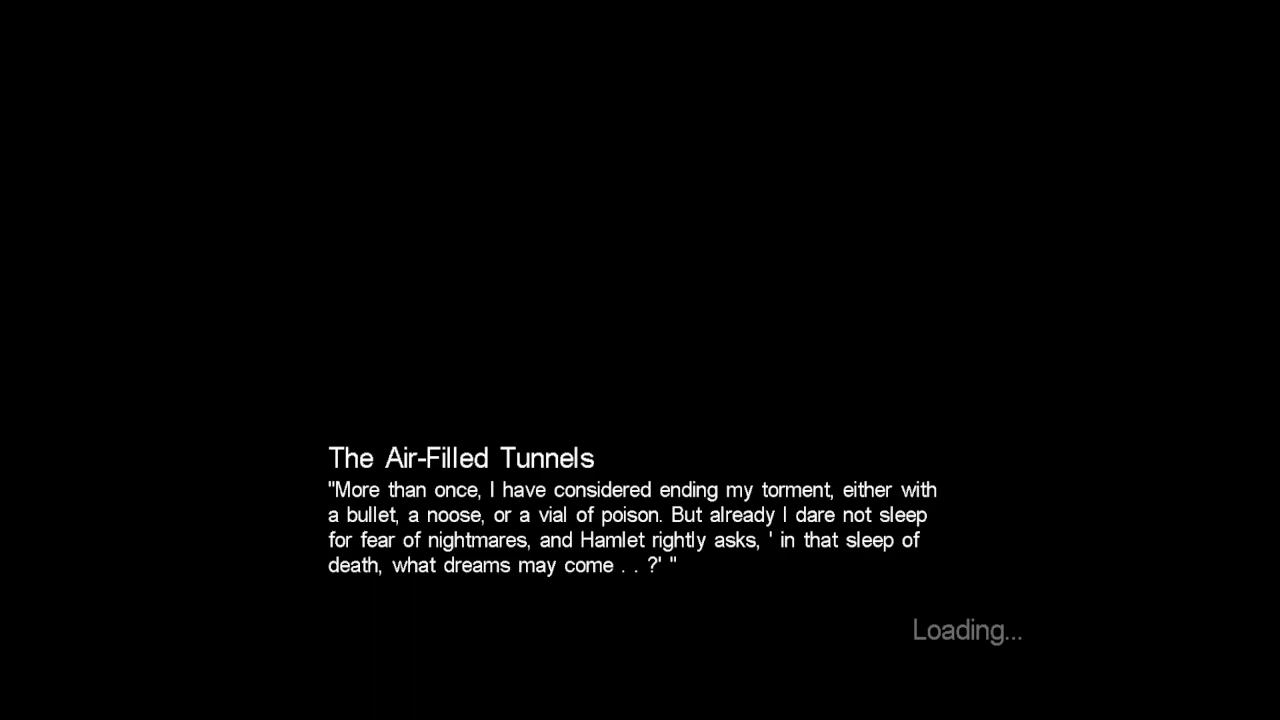 The Air-Filled Tunnels
"More than once, I have considered ending my torment, either with
a bullet, a noose, or a vial of poison. But already I dare not sleep
for fear of nightmares, and Hamlet rightly asks, ' in that sleep of
death, what dreams may come . . ?' "
Loading...